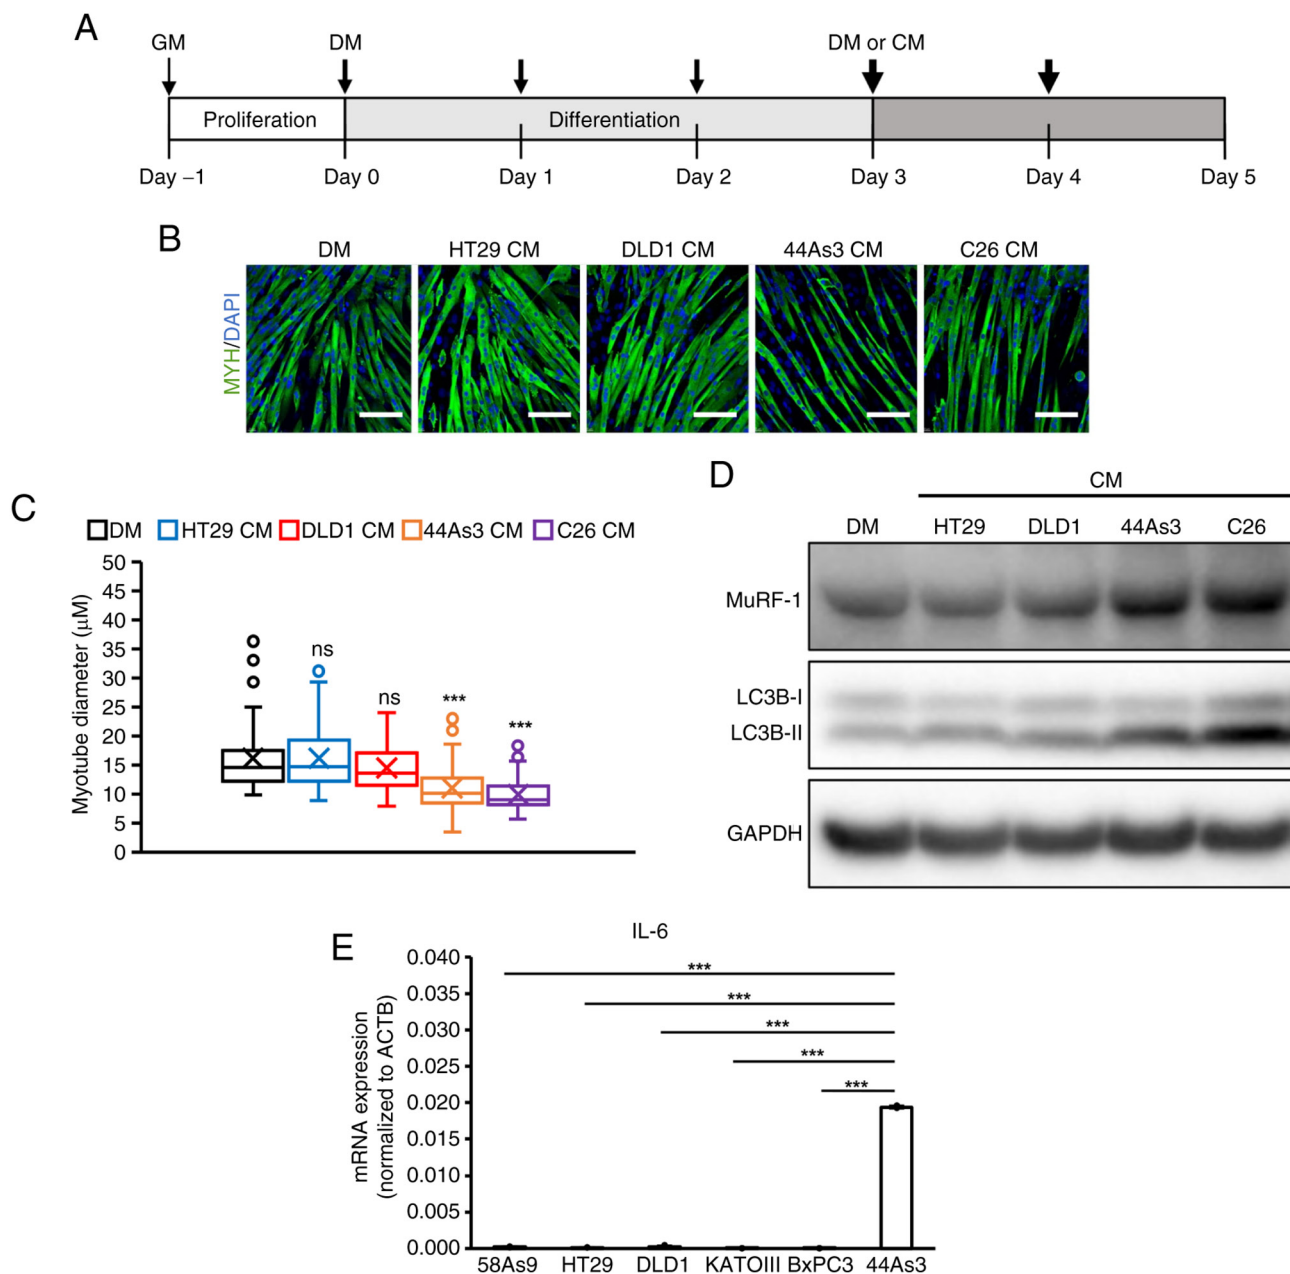 A
GM DM DM or CM
Proliferation Differentiation
Day –1 Day 0 Day 1 Day 2 Day 3 Day 4 Day 5
B
DM HT29 CM DLD1 CM 44As3 CM C26 CM
MYH/DAPI
C
DM HT29 CM DLD1 CM 44As3 CM C26 CM
Myotube diameter (μM)
50
45
40
35
30
25
20
15
10
5
0
ns
ns
***
***
D
CM
DM HT29 DLD1 44As3 C26
MuRF-1
LC3B-I
LC3B-II
GAPDH
E
IL-6
mRNA expression
(normalized to ACTB)
0.040
0.035
0.030
0.025
0.020
0.015
0.010
0.005
0.000
***
***
***
***
***
58As9 HT29 DLD1 KATOIII BxPC3 44As3